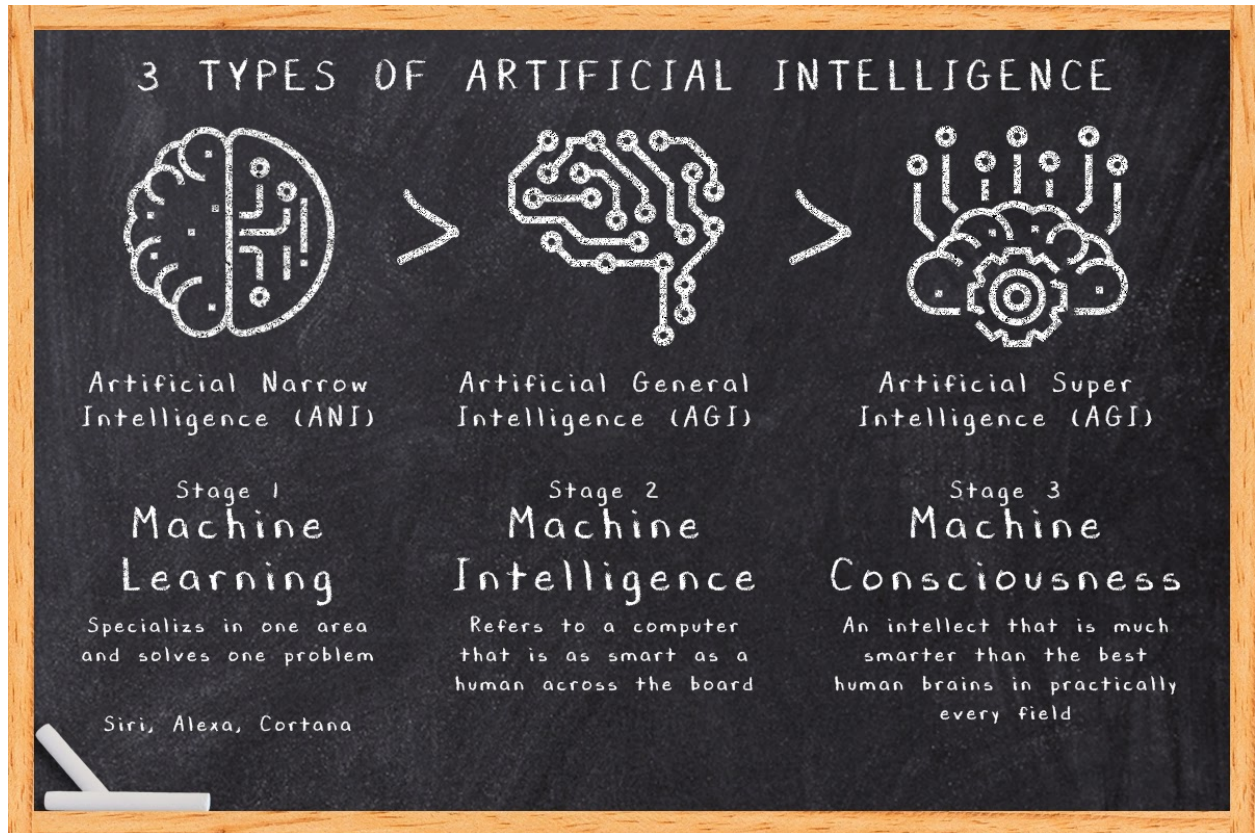 3 TYPES OF ARTIFICIAL INTELLIGENCE
>
>
Artificial Narrow
Intelligence (ANI)
Stage 1
Machine
Learning
Specializs in one area
and solves one problem
Siri, Alexa, Cortana
Artificial General
Intelligence (AGI)
Stage 2
Machine
Intelligence
Refers to a computer
that is as smart as a
human across the board
Artificial Super
Intelligence (AGI)
Stage 3
Machine
Consciousness
An intellect that is much
smarter than the best
human brains in practically
every field